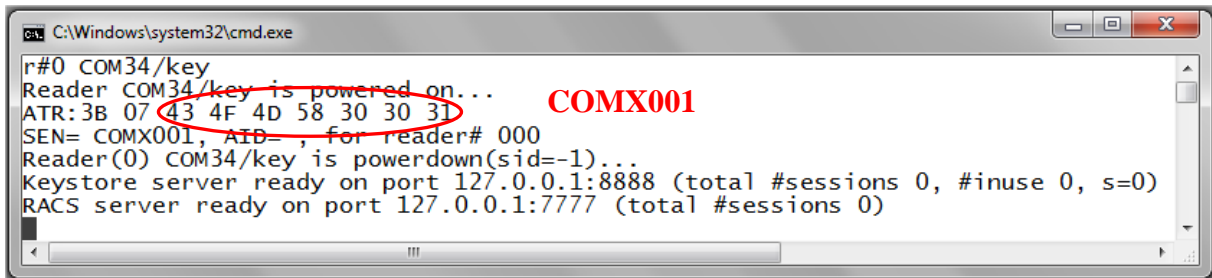 C:\Windows\system32\cmd.exe
r#0 COM34/key
Reader COM34/key is powered on...
ATR:3B 07 43 4F 4D 58 30 30 31
COMX001
SEN= COMX001, AID= , for reader# 000
Reader(0) COM34/key is powerdown(sid=-1)...
Keystore server ready on port 127.0.0.1:8888 (total #sessions 0, #inuse 0, s=0)
RACS server ready on port 127.0.0.1:7777 (total #sessions 0)